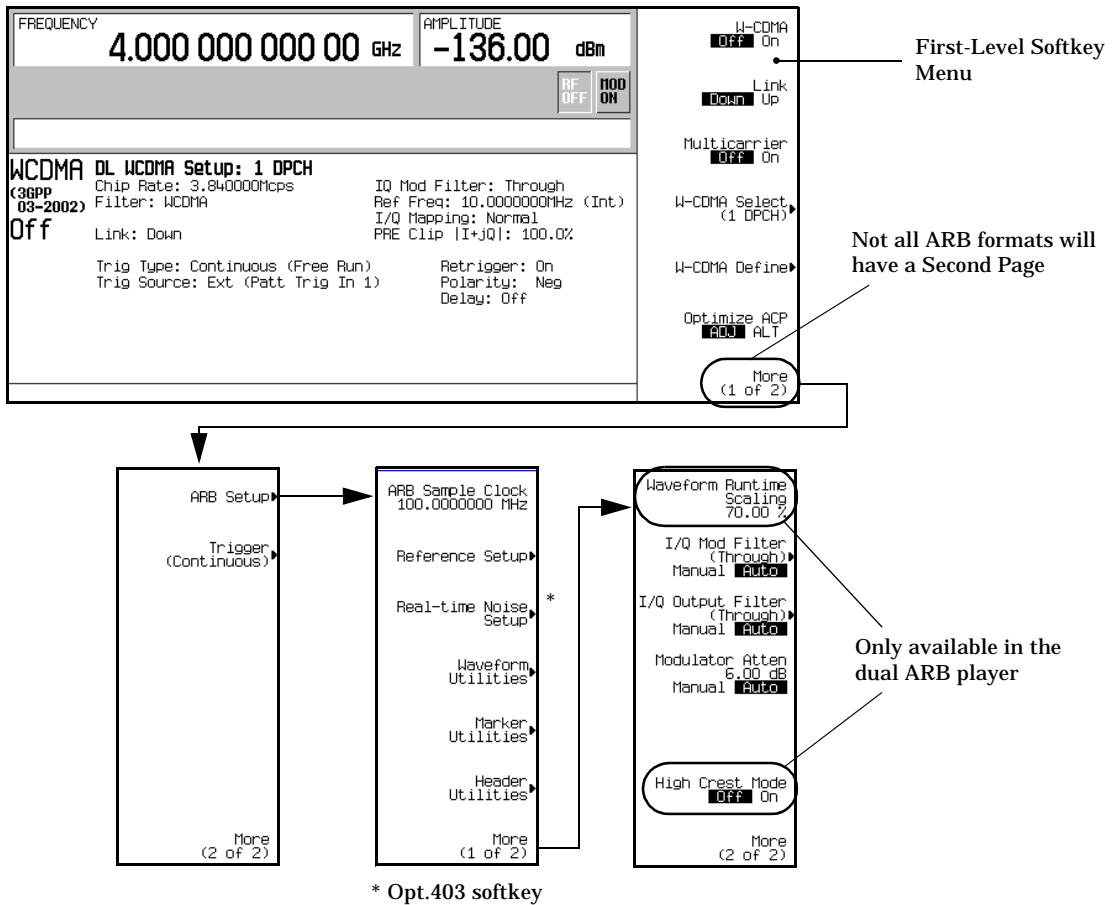 FREQUENCY
4.000 000 000 00 GHz
AMPLITUDE
-136.00 dBm
RF OFF
MOD ON
WCDMA
(3GPP
03-2002)
Off
DL WCDMA Setup: 1 DPCH
Chip Rate: 3.840000Mcps
IQ Mod Filter: Through
Filter: WCDMA
Ref Freq: 10.0000000MHz (Int)
I/Q Mapping: Normal
Link: Down
PRE Clip |I+jQ|: 100.0%
Trig Type: Continuous (Free Run)
Retrigger: On
Trig Source: Ext (Patt Trig In 1)
Polarity: Neg
Delay: Off
W-CDMA
Off On
Link
Down Up
Multicarrier
Off On
W-CDMA Select
(1 DPCH)
W-CDMA Define
Optimize ACP
ADJ ALT
More
(1 of 2)
First-Level Softkey
Menu
Not all ARB formats will
have a Second Page
ARB Setup
Trigger
(Continuous)
More
(2 of 2)
ARB Sample Clock
100.0000000 MHz
Reference Setup
Real-time Noise
Setup
*
Waveform
Utilities
Marker
Utilities
Header
Utilities
More
(1 of 2)
Waveform Runtime
Scaling
70.00 %
I/Q Mod Filter
(Through)
Manual Auto
I/Q Output Filter
(Through)
Manual Auto
Modulator Atten
6.00 dB
Manual Auto
High Crest Mode
Off On
More
(2 of 2)
Only available in the
dual ARB player
* Opt.403 softkey